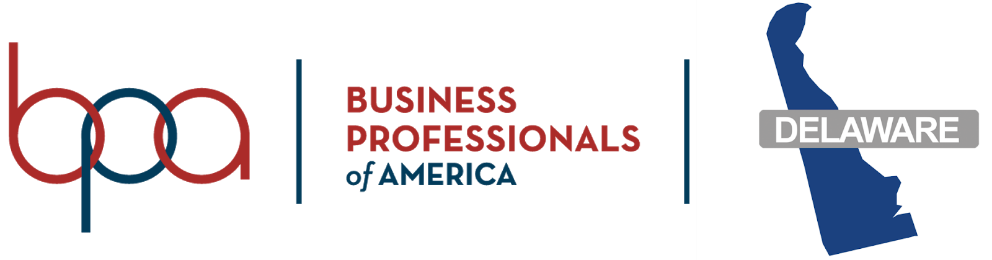 bpa
BUSINESS
PROFESSIONALS
of AMERICA
DELAWARE